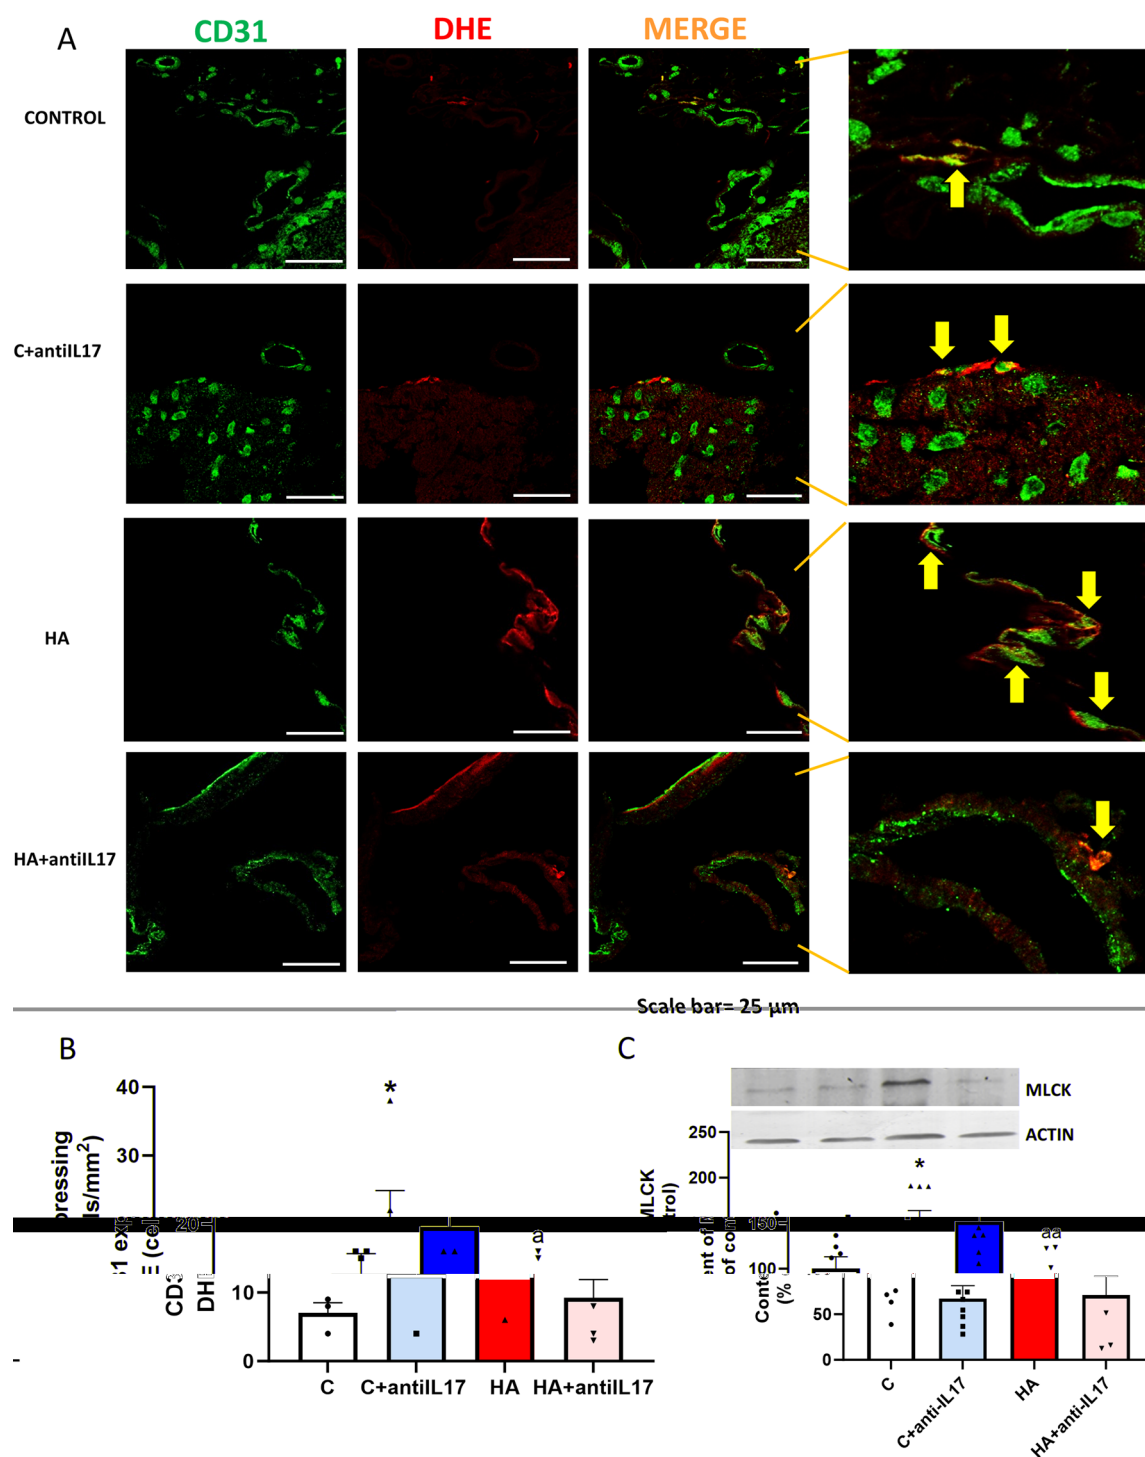 A
CD31 DHE MERGE
CONTROL
C+antiIL17
HA
HA+antiIL17
Scale bar= 25 μm
B
40
*
30
20
a
10
0
C C+antiIL17 HA HA+antiIL17
C
MLCK
ACTIN
250
*
200
150
aa
100
50
0
C
C+anti-IL17
HA
HA+anti-IL17